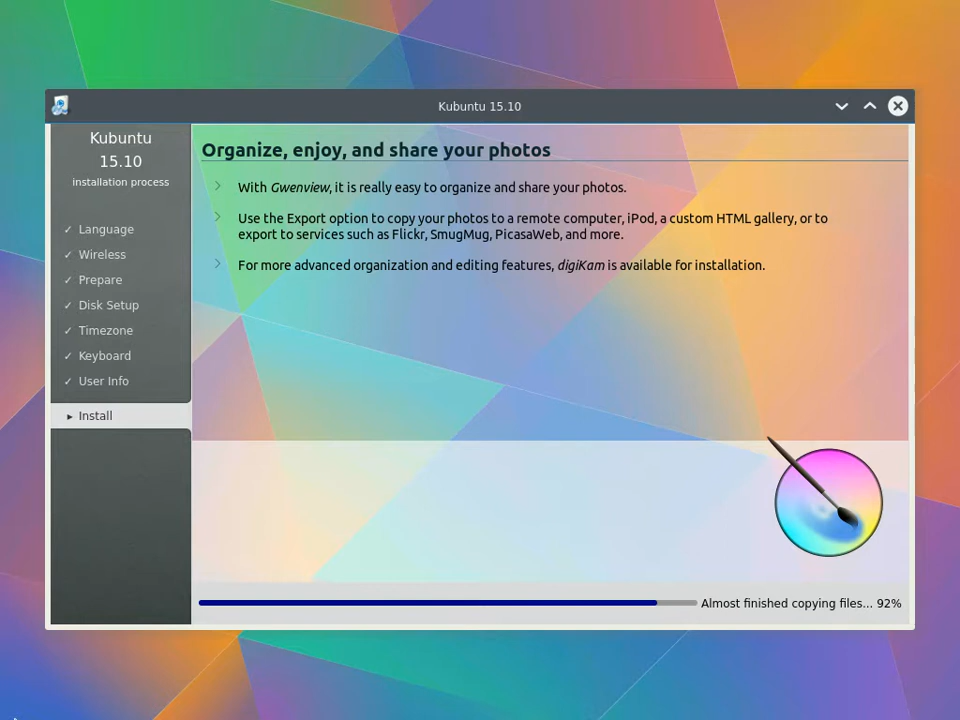 Kubuntu 15.10
Kubuntu
15.10
installation process
✓ Language
✓ Wireless
✓ Prepare
✓ Disk Setup
✓ Timezone
✓ Keyboard
✓ User Info
▸ Install
Organize, enjoy, and share your photos
With Gwenview, it is really easy to organize and share your photos.
Use the Export option to copy your photos to a remote computer, iPod, a custom HTML gallery, or to
export to services such as Flickr, SmugMug, PicasaWeb, and more.
For more advanced organization and editing features, digiKam is available for installation.
Almost finished copying files... 92%